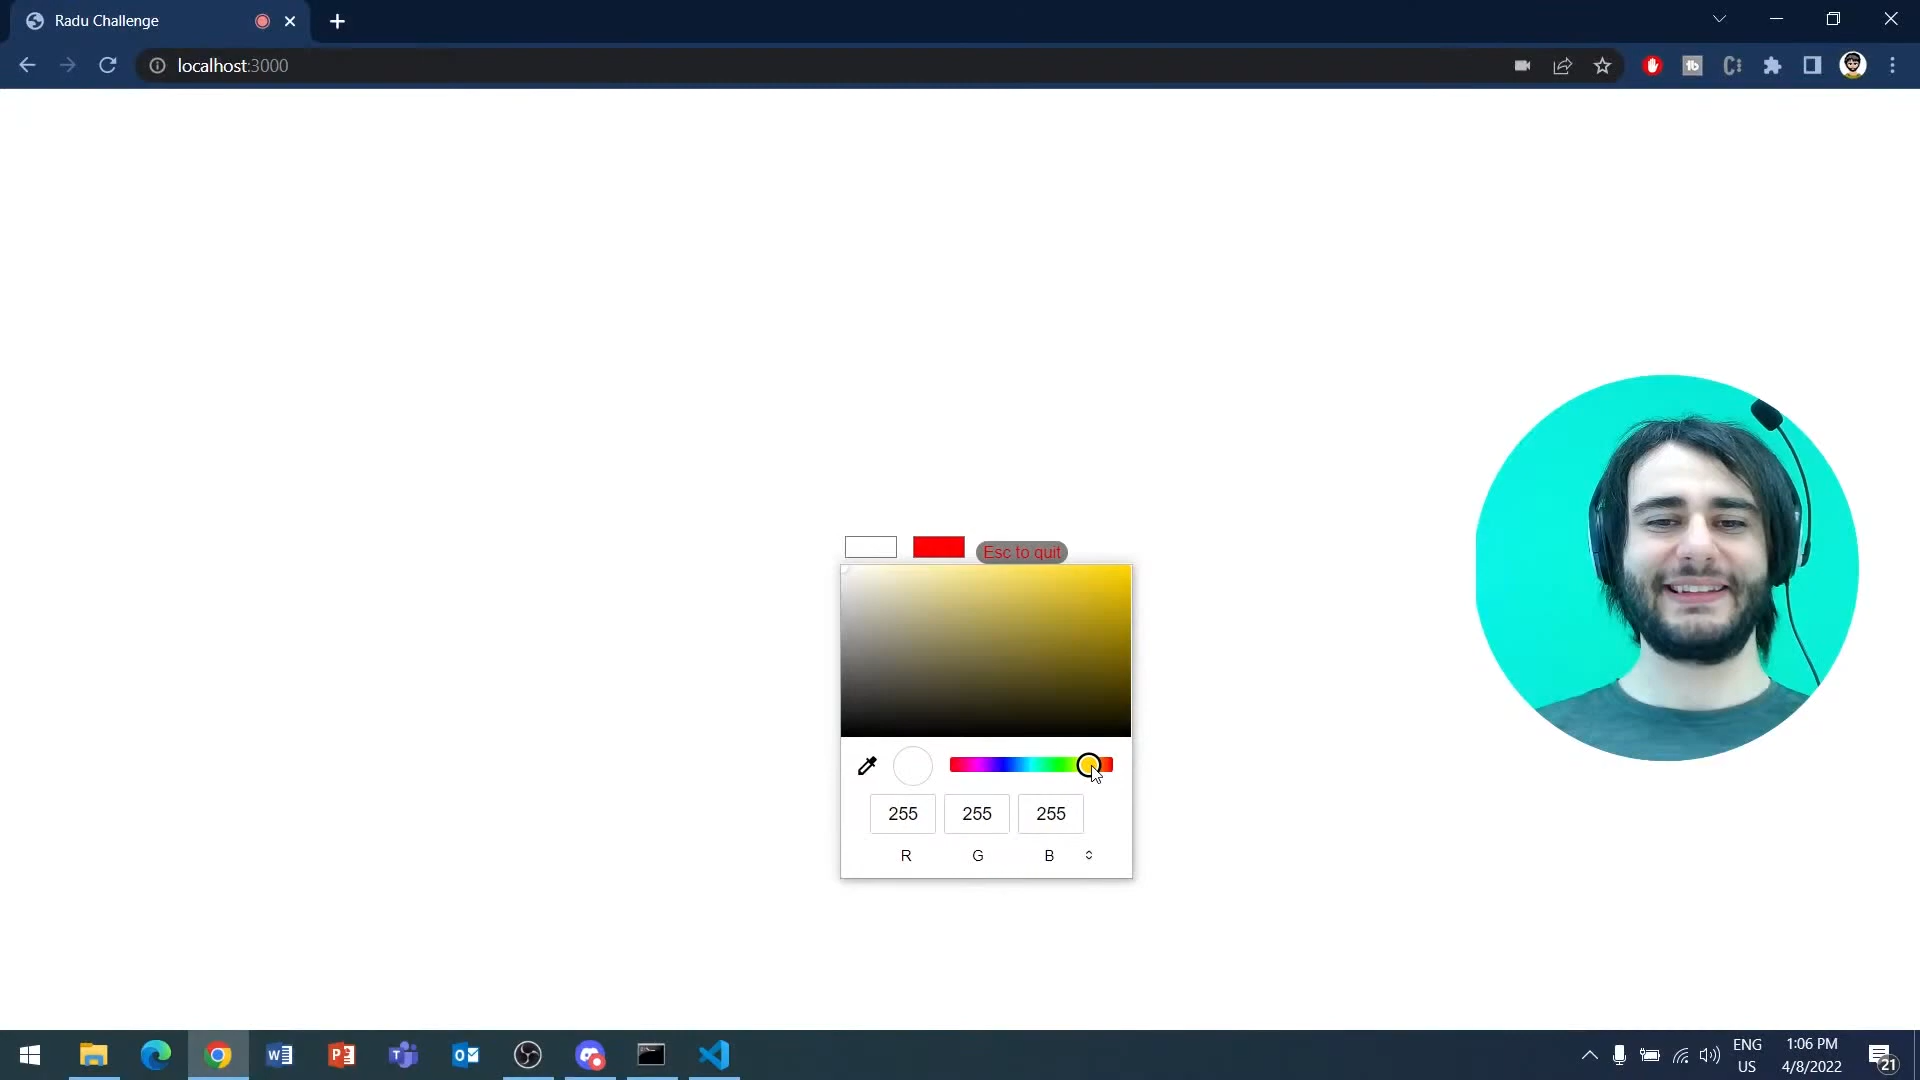 Radu Challenge
localhost:3000
Esc to quit
255 255 255
R G B
ENG
US
1:06 PM
4/8/2022
21